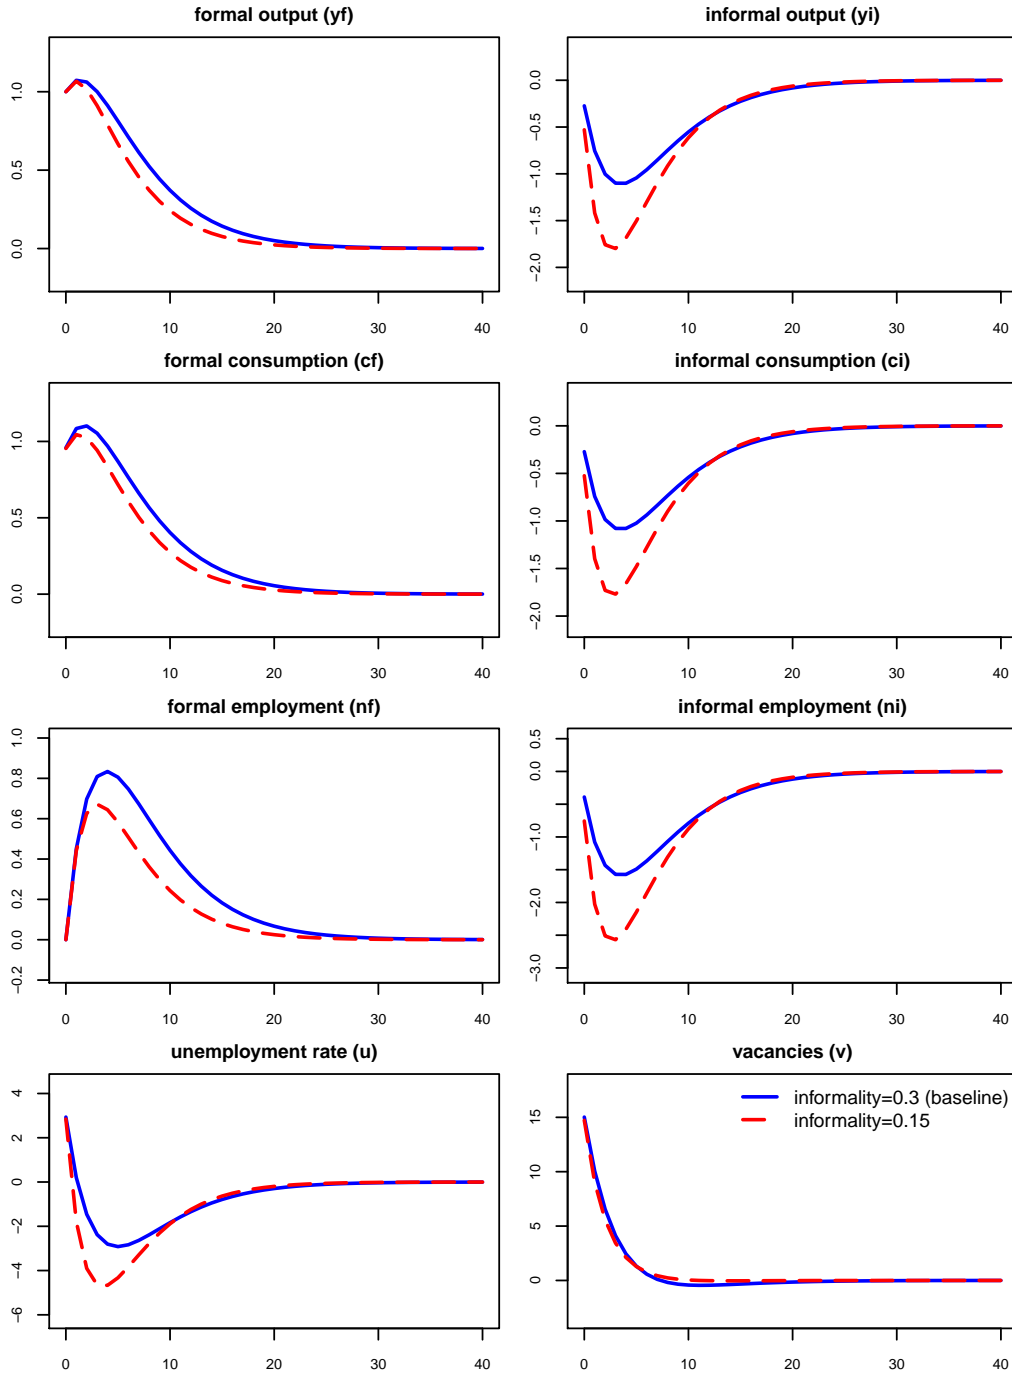 formal output (yf)
0.0 0.5 1.0
0 10 20 30 40
informal output (yi)
−2.0 −1.5 −1.0 −0.5 0.0
0 10 20 30 40
formal consumption (cf)
0.0 0.5 1.0
0 10 20 30 40
informal consumption (ci)
−2.0 −1.5 −1.0 −0.5 0.0
0 10 20 30 40
formal employment (nf)
−0.2 0.0 0.2 0.4 0.6 0.8 1.0
0 10 20 30 40
informal employment (ni)
−3.0 −2.0 −1.0 0.0 0.5
0 10 20 30 40
unemployment rate (u)
−6 −4 −2 0 2 4
0 10 20 30 40
vacancies (v)
0 5 10 15
0 10 20 30 40
informality=0.3 (baseline)
informality=0.15